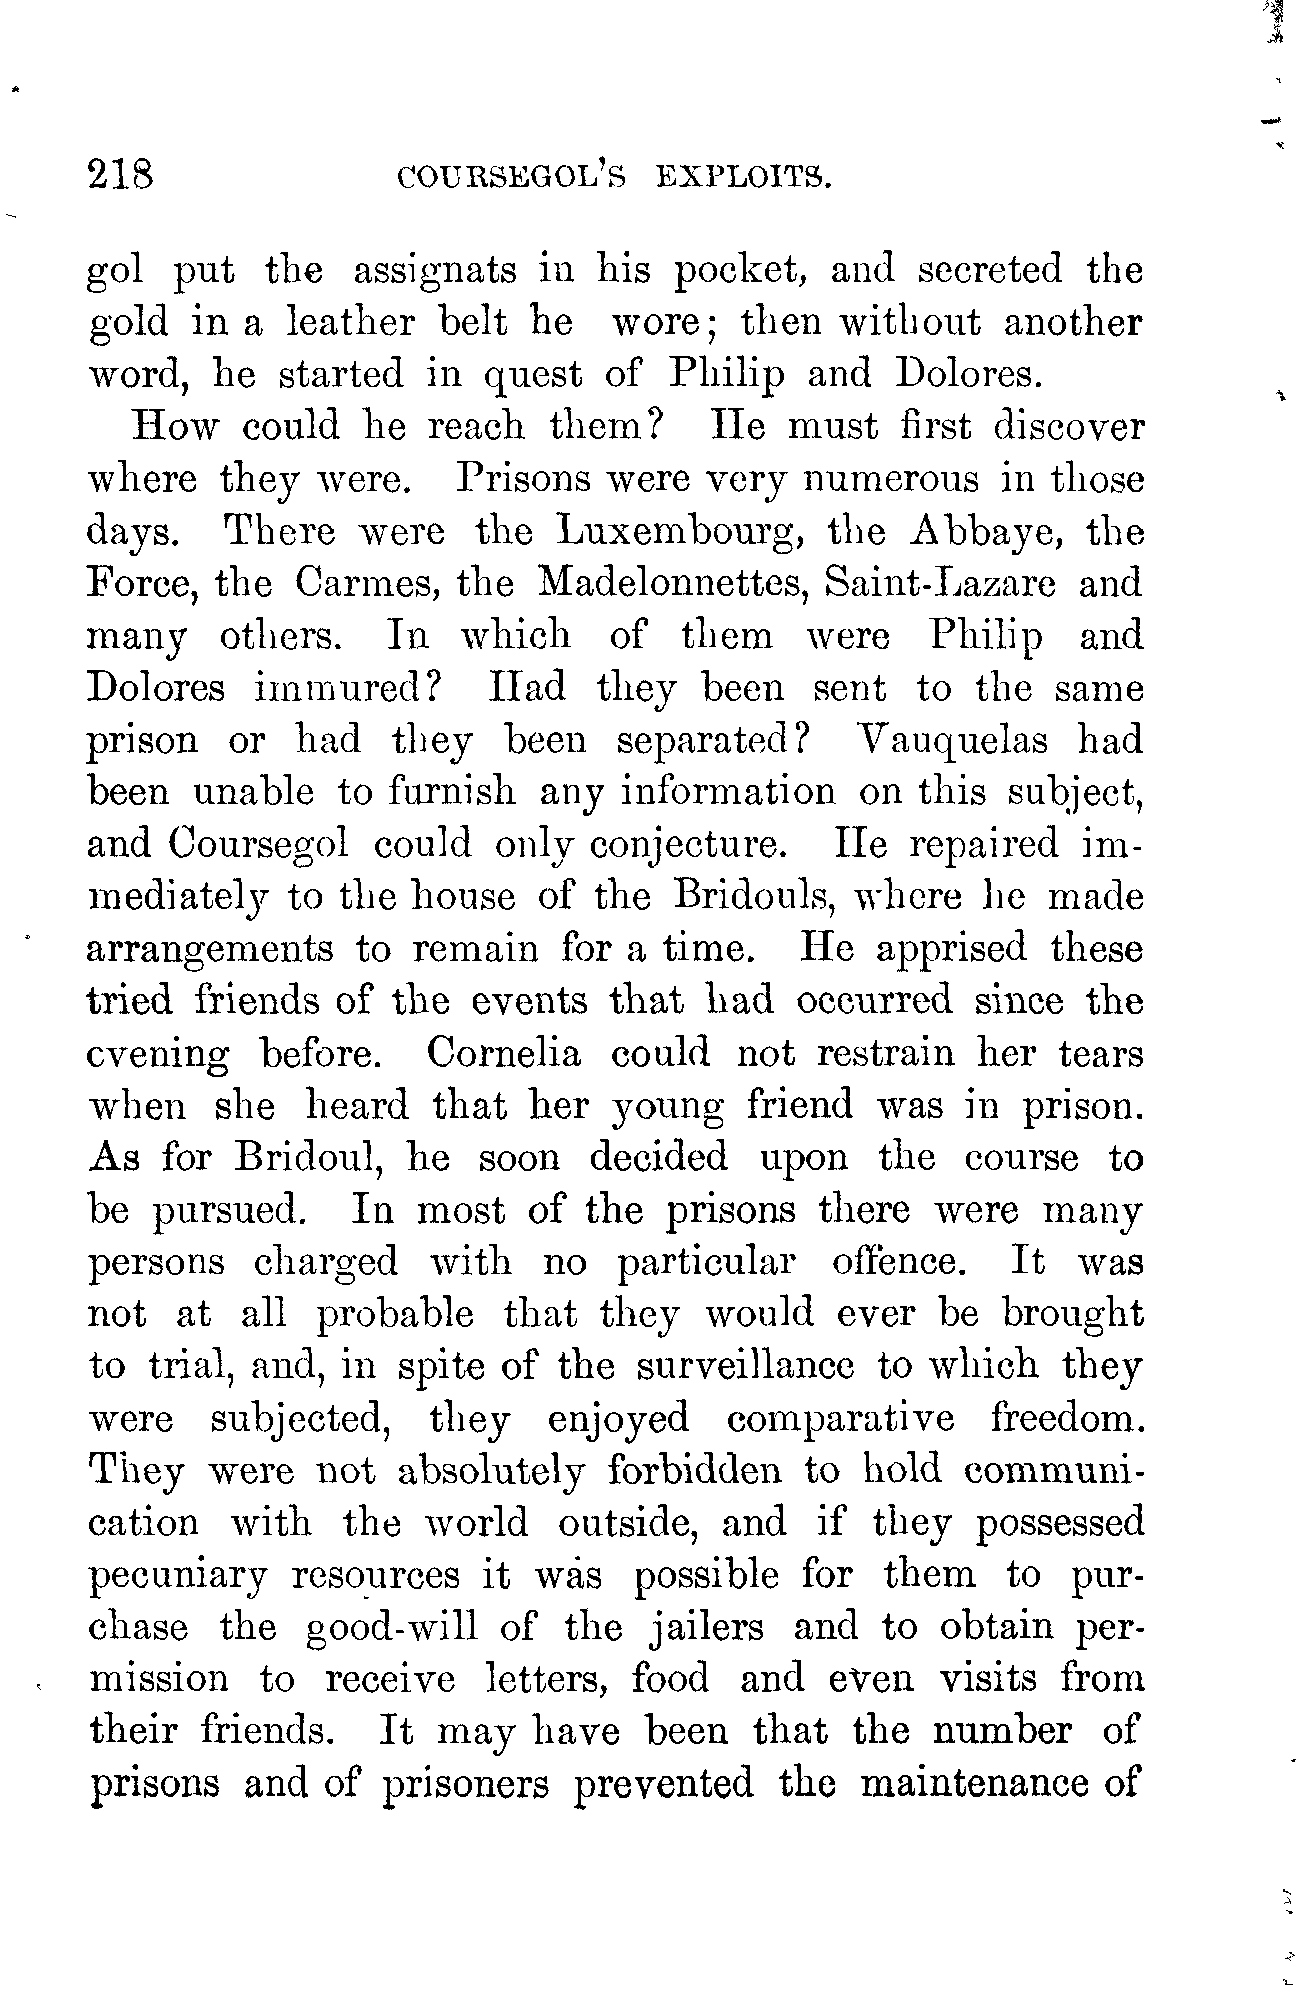 218 COURSEGOL'S EXPLOITS.
gol put the assignats in his pocket, and secreted the
gold in a leather belt he wore; then without another
word, he started in quest of Philip and Dolores.
How could he reach them? He must first discover
where they were. Prisons were very numerous in those
days. There were the Luxembourg, the Abbaye, the
Force, the Carmes, the Madelonnettes, Saint-Lazare and
many others. In which of them were Philip and
Dolores immured? Had they been sent to the same
prison or had they been separated? Vauquelas had
been unable to furnish any information on this subject,
and Coursegol could only conjecture. He repaired im-
mediately to the house of the Bridouls, where he made
arrangements to remain for a time. He apprised these
tried friends of the events that had occurred since the
evening before. Cornelia could not restrain her tears
when she heard that her young friend was in prison.
As for Bridoul, he soon decided upon the course to
be pursued. In most of the prisons there were many
persons charged with no particular offence. It was
not at all probable that they would ever be brought
to trial, and, in spite of the surveillance to which they
were subjected, they enjoyed comparative freedom.
They were not absolutely forbidden to hold communi-
cation with the world outside, and if they possessed
pecuniary resources it was possible for them to pur-
chase the good-will of the jailers and to obtain per-
mission to receive letters, food and even visits from
their friends. It may have been that the number of
prisons and of prisoners prevented the maintenance of